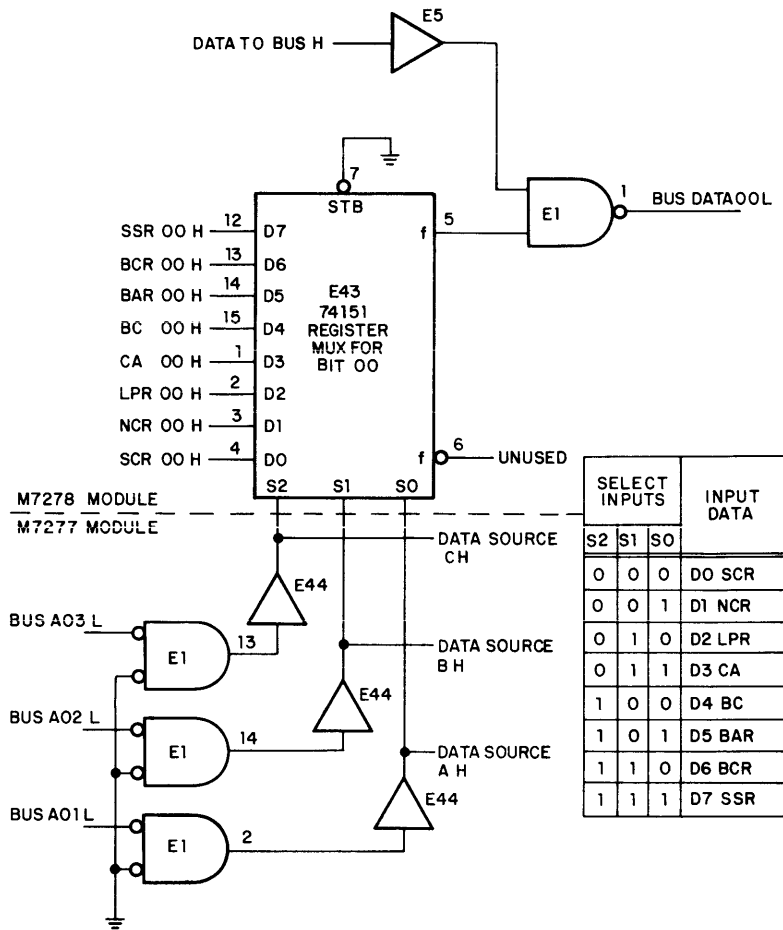 E5
DATA TO BUS H
7
STB
1
BUS DATA00L
E1
SSR 00 H 12 D7
f 5
BCR 00 H 13 D6
BAR 00 H 14 D5
E43
74151
REGISTER
MUX FOR
BIT 00
BC 00 H 15 D4
CA 00 H 1 D3
LPR 00 H 2 D2
NCR 00 H 3 D1
SCR 00 H 4 D0
f 6 UNUSED
S2 S1 S0
M7278 MODULE
M7277 MODULE
DATA SOURCE
C H
E44
BUS A03 L
E1
13
DATA SOURCE
B H
E44
BUS A02 L
E1
14
DATA SOURCE
A H
E44
BUS A01 L
E1
2
SELECT
INPUTS
INPUT
DATA
S2 S1 S0
0 0 0 D0 SCR
0 0 1 D1 NCR
0 1 0 D2 LPR
0 1 1 D3 CA
1 0 0 D4 BC
1 0 1 D5 BAR
1 1 0 D6 BCR
1 1 1 D7 SSR